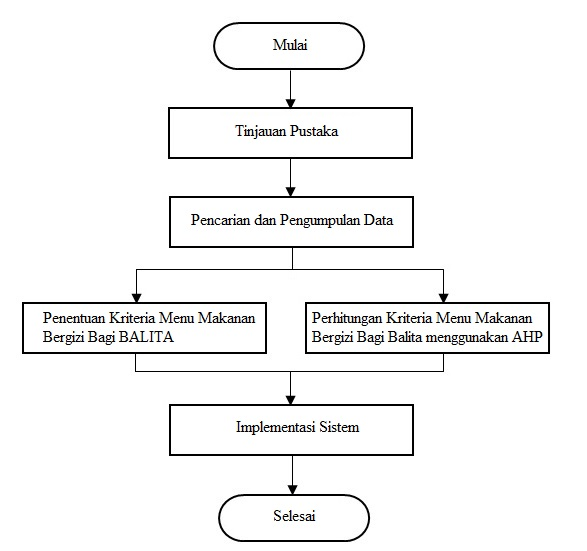 Mulai
Tinjauan Pustaka
Pencarian dan Pengumpulan Data
Penentuan Kriteria Menu Makanan
Bergizi Bagi BALITA
Perhitungan Kriteria Menu Makanan
Bergizi Bagi Balita menggunakan AHP
Implementasi Sistem
Selesai